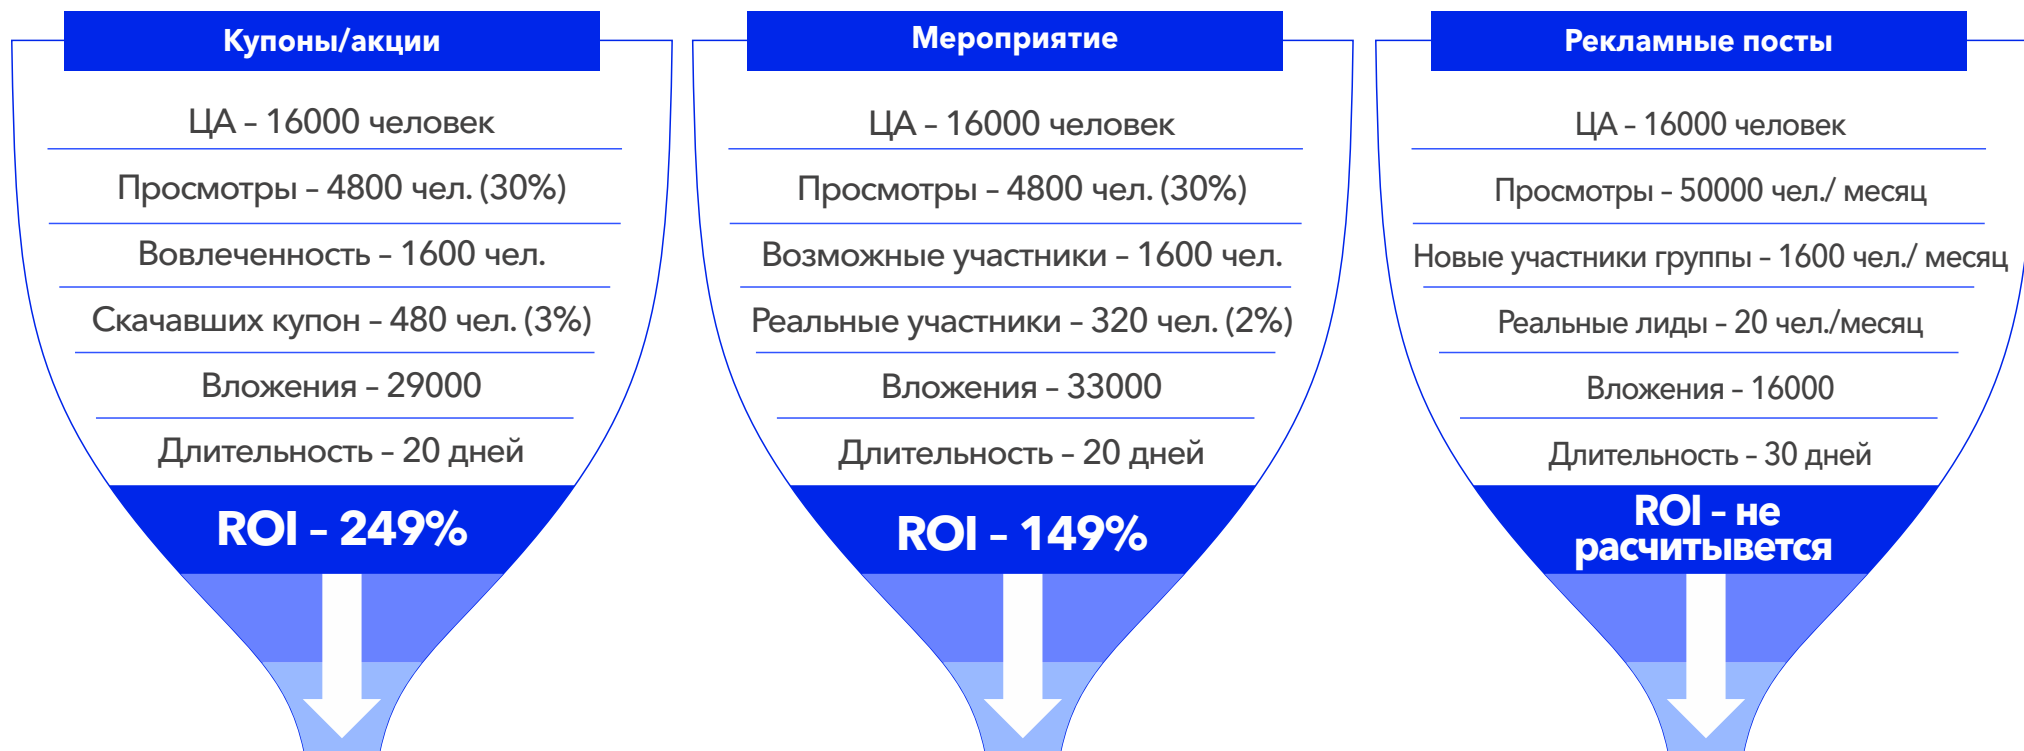 Купоны/акции
ЦА – 16000 человек
Просмотры – 4800 чел. (30%)
Вовлеченность – 1600 чел.
Скачавших купон – 480 чел. (3%)
Вложения – 29000
Длительность – 20 дней
ROI – 249%
Мероприятие
ЦА – 16000 человек
Просмотры – 4800 чел. (30%)
Возможные участники – 1600 чел.
Реальные участники – 320 чел. (2%)
Вложения – 33000
Длительность – 20 дней
ROI – 149%
Рекламные посты
ЦА – 16000 человек
Просмотры – 50000 чел./ месяц
Новые участники группы – 1600 чел./ месяц
Реальные лиды – 20 чел./месяц
Вложения – 16000
Длительность – 30 дней
ROI – не
расчитывется